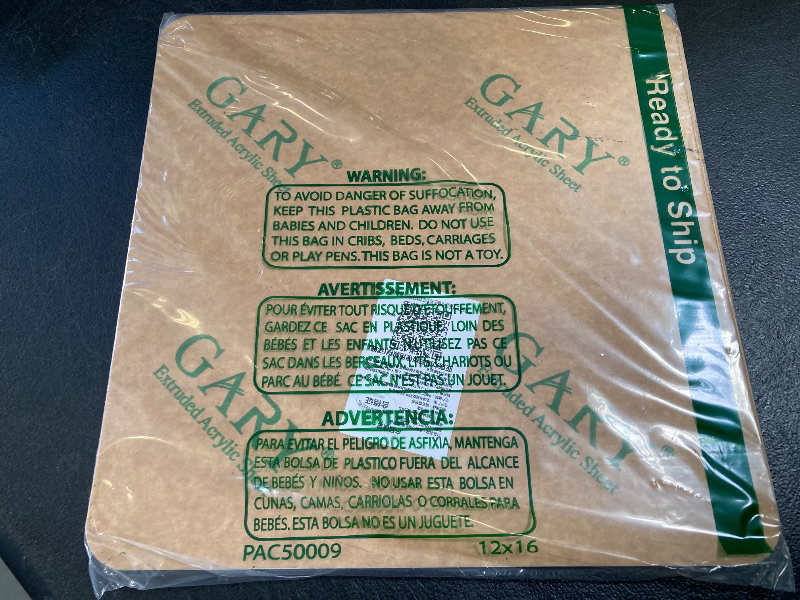 GARY®
Extruded Acrylic Sheet
GARY®
Extruded Acrylic Sheet
Ready to Ship
WARNING:
TO AVOID DANGER OF SUFFOCATION,
KEEP THIS PLASTIC BAG AWAY FROM
BABIES AND CHILDREN. DO NOT USE
THIS BAG IN CRIBS, BEDS, CARRIAGES
OR PLAY PENS. THIS BAG IS NOT A TOY.
AVERTISSEMENT:
POUR ÉVITER TOUT RISQUE D'ÉTOUFFEMENT,
GARDEZ CE SAC EN PLASTIQUE LOIN DES
BÉBÉS ET LES ENFANTS. N'UTILISEZ PAS CE
SAC DANS LES BERCEAUX, LITS, CHARIOTS OU
PARC AU BÉBÉ. CE SAC N'EST PAS UN JOUET.
GARY
Extruded Acrylic Sheet
GARY
Extruded Acrylic Sheet
ADVERTENCIA:
PARA EVITAR EL PELIGRO DE ASFIXIA, MANTENGA
ESTA BOLSA DE PLASTICO FUERA DEL ALCANCE
DE BEBÉS Y NIÑOS. NO USAR ESTA BOLSA EN
CUNAS, CAMAS, CARRIOLAS O CORRALES PARA
BEBÉS. ESTA BOLSA NO ES UN JUGUETE.
PAC50009
12x16